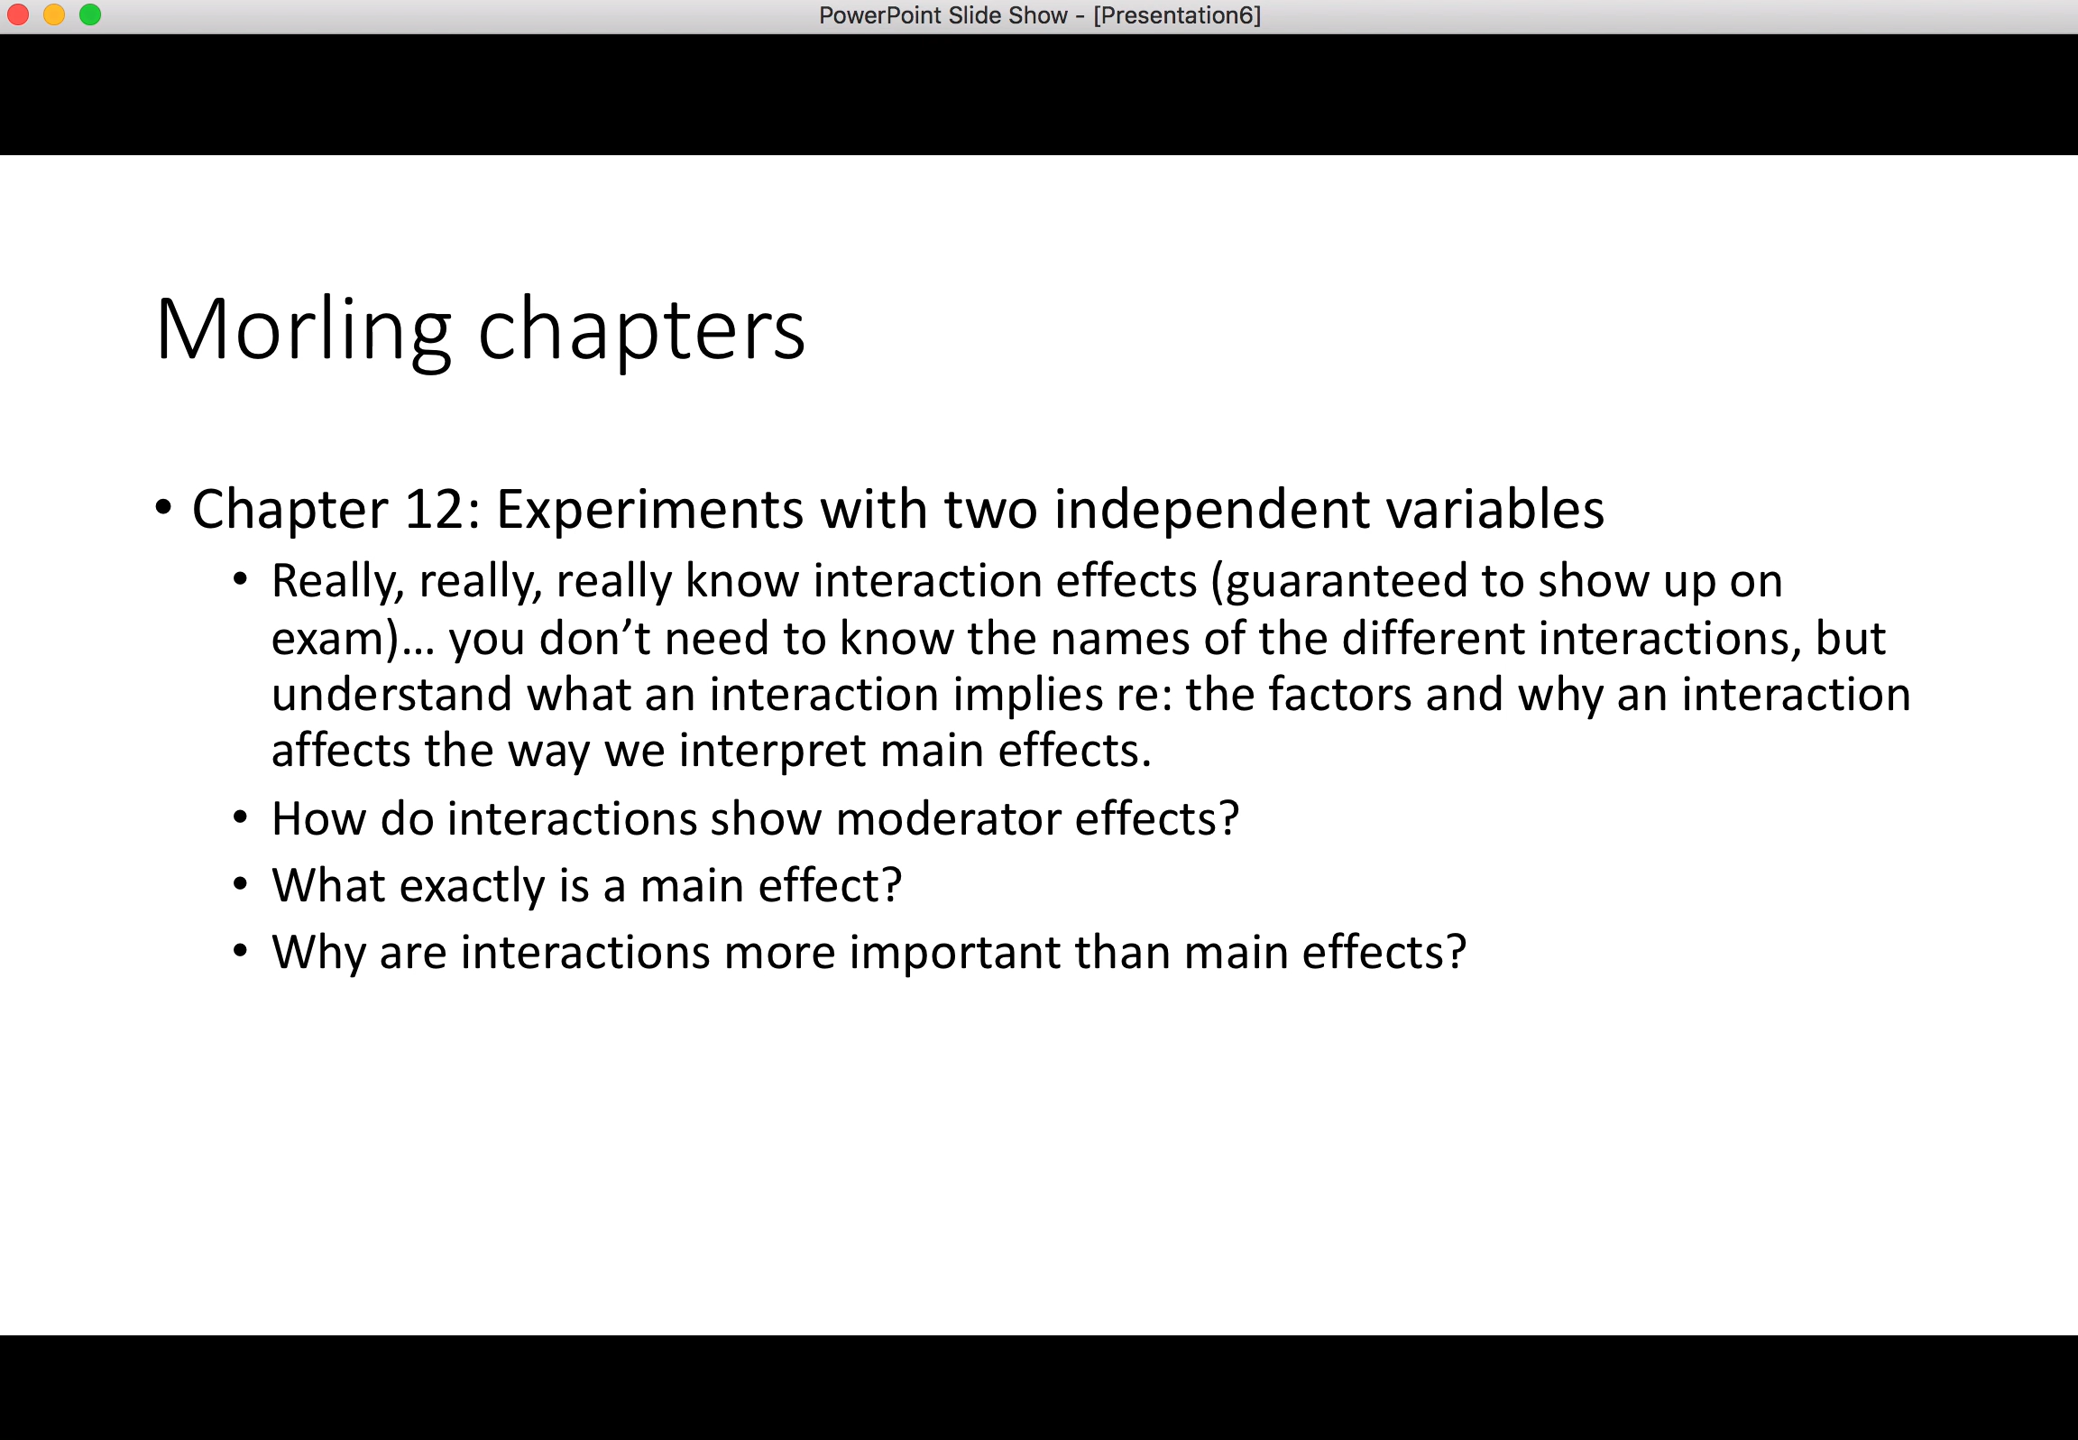 PowerPoint Slide Show - [Presentation6]
Morling chapters
• Chapter 12: Experiments with two independent variables
• Really, really, really know interaction effects (guaranteed to show up on
exam)... you don’t need to know the names of the different interactions, but
understand what an interaction implies re: the factors and why an interaction
affects the way we interpret main effects.
• How do interactions show moderator effects?
• What exactly is a main effect?
• Why are interactions more important than main effects?